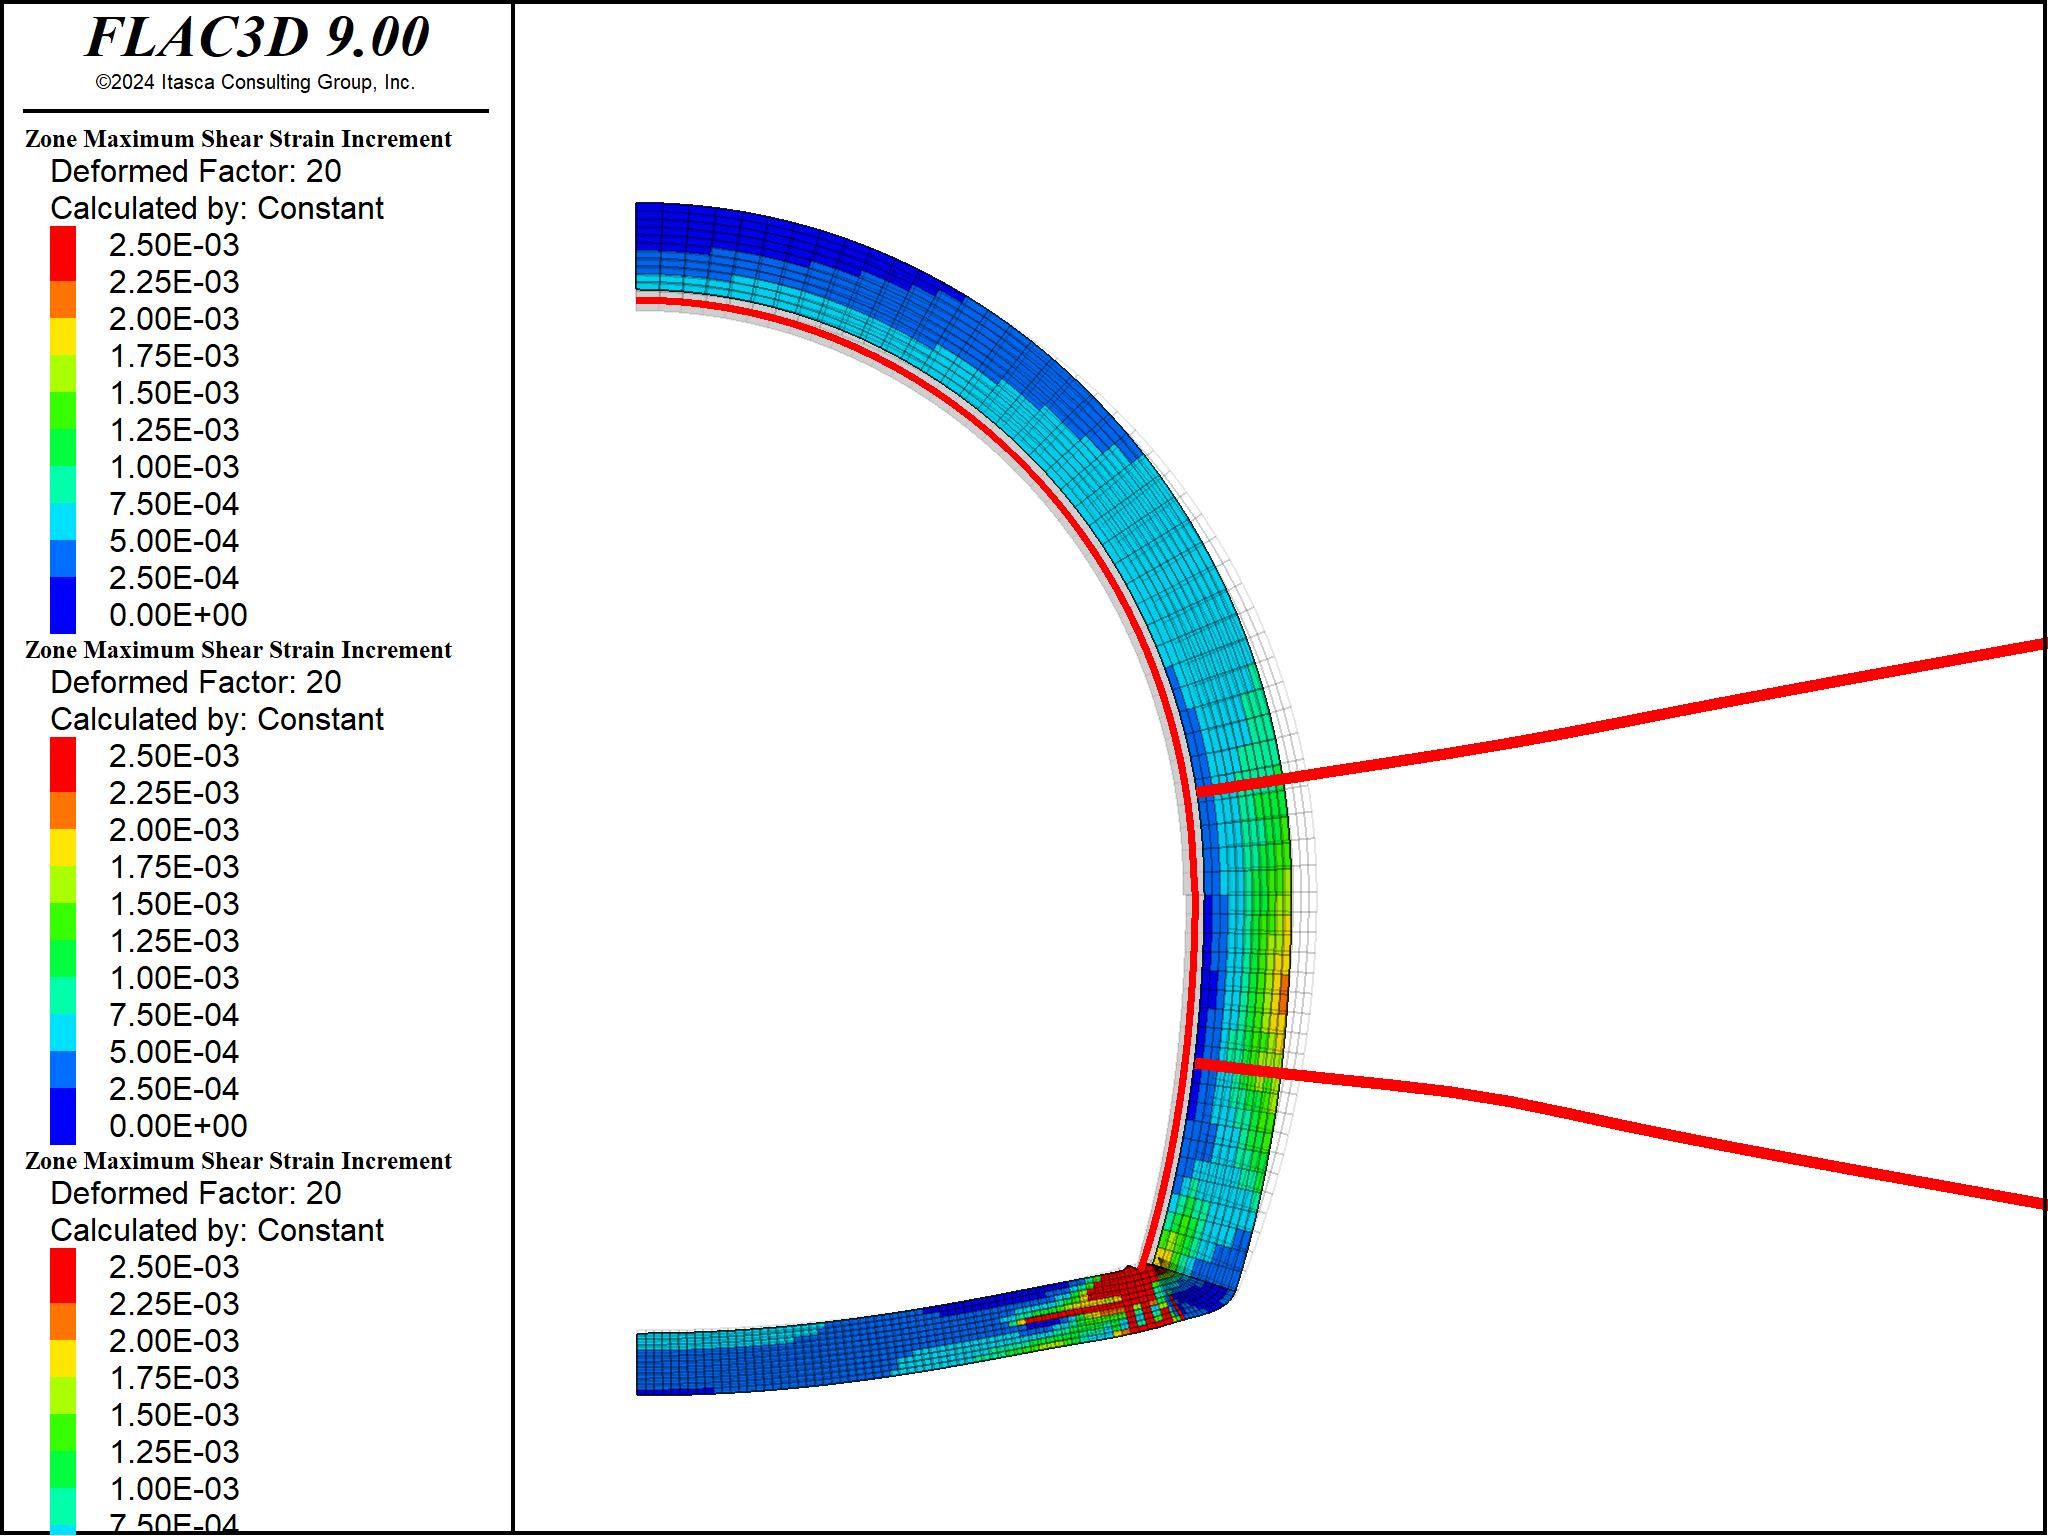 FLAC3D 9.00
©2024 Itasca Consulting Group, Inc.
Zone Maximum Shear Strain Increment
Deformed Factor: 20
Calculated by: Constant
2.50E-03
2.25E-03
2.00E-03
1.75E-03
1.50E-03
1.25E-03
1.00E-03
7.50E-04
5.00E-04
2.50E-04
0.00E+00
Zone Maximum Shear Strain Increment
Deformed Factor: 20
Calculated by: Constant
2.50E-03
2.25E-03
2.00E-03
1.75E-03
1.50E-03
1.25E-03
1.00E-03
7.50E-04
5.00E-04
2.50E-04
0.00E+00
Zone Maximum Shear Strain Increment
Deformed Factor: 20
Calculated by: Constant
2.50E-03
2.25E-03
2.00E-03
1.75E-03
1.50E-03
1.25E-03
1.00E-03
7.50E-04